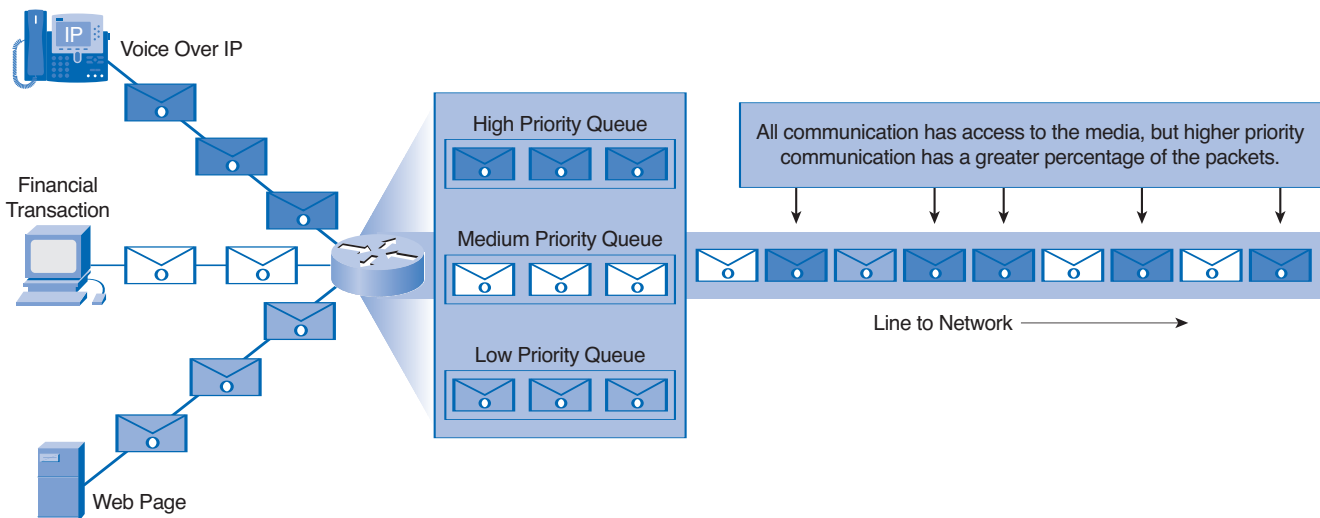 IP
Voice Over IP
Financial
Transaction
Web Page
High Priority Queue
Medium Priority Queue
Low Priority Queue
All communication has access to the media, but higher priority
communication has a greater percentage of the packets.
Line to Network